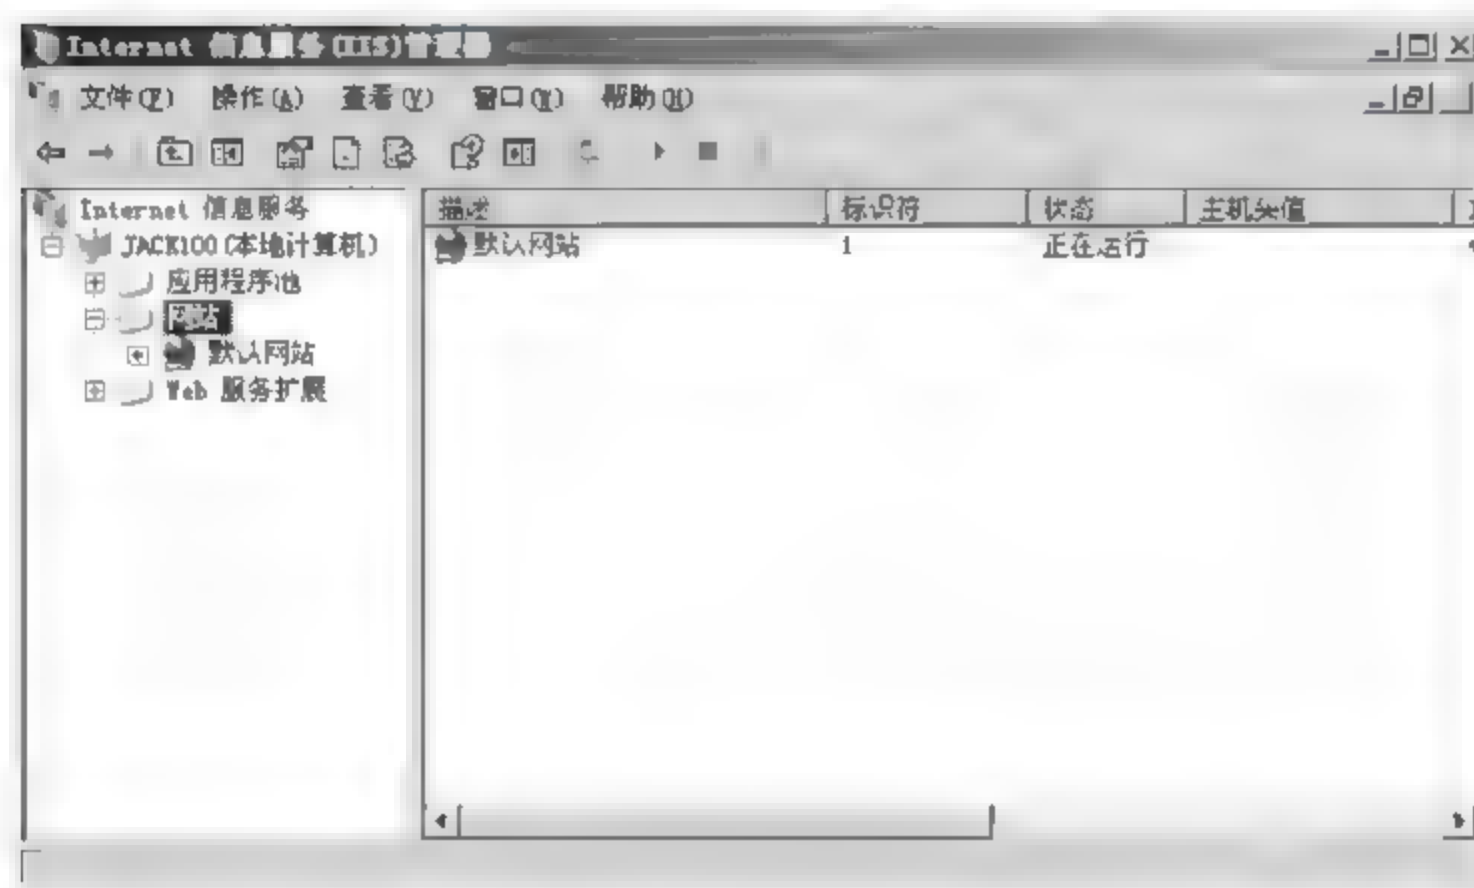 Internet 信息服务(IIS)管理器
文件(F) 操作(A) 查看(V) 窗口(W) 帮助(H)
Internet 信息服务
JACK100(本地计算机)
应用程序池
网站
默认网站
Web 服务扩展
描述 标识符 状态 主机头值
默认网站 1 正在运行